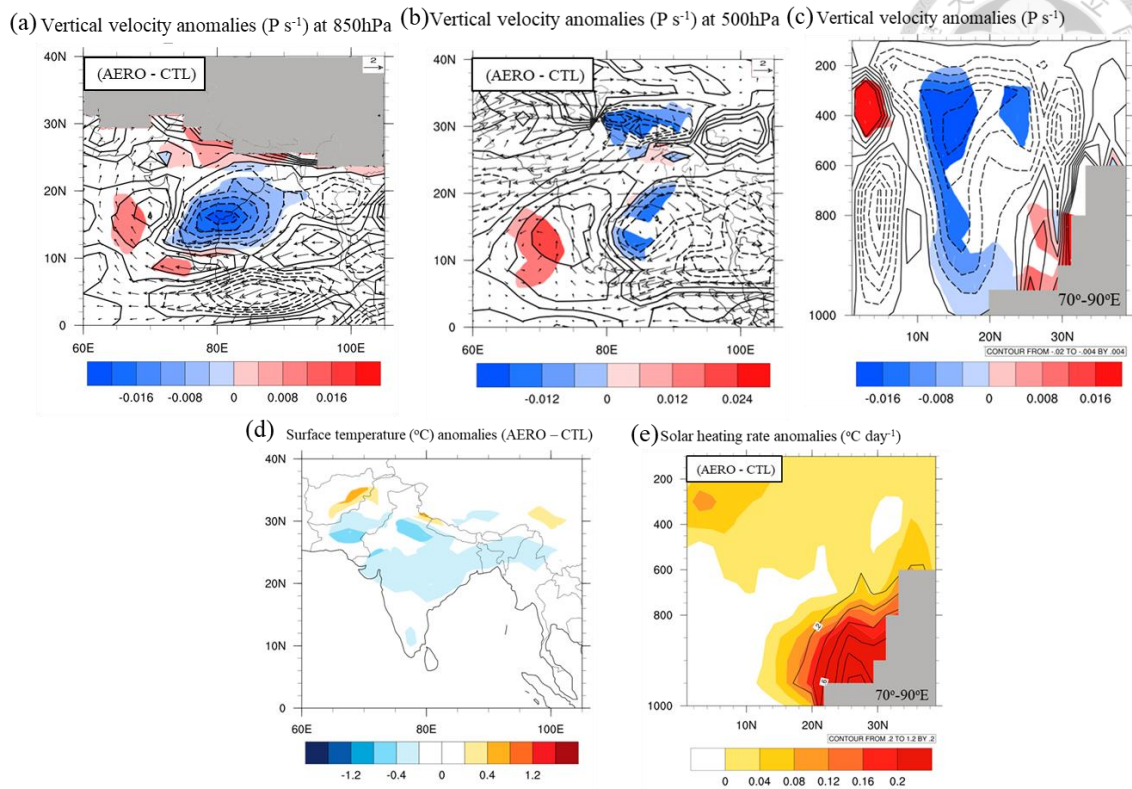 (a) Vertical velocity anomalies (P s⁻¹) at 850hPa
(AERO - CTL)
2
40N
30N
20N
10N
0
60E
80E
100E
-0.016
-0.008
0
0.008
0.016
(b) Vertical velocity anomalies (P s⁻¹) at 500hPa
(AERO - CTL)
2
40N
30N
20N
10N
0
60E
80E
100E
-0.012
0
0.012
0.024
(c) Vertical velocity anomalies (P s⁻¹)
200
400
600
800
1000
10N
20N
30N
70°-90°E
CONTOUR FROM -.02 TO -.004 BY .004
-0.016
-0.008
0
0.008
0.016
(d) Surface temperature (°C) anomalies (AERO – CTL)
40N
30N
20N
10N
0
60E
80E
100E
-1.2
-0.4
0
0.4
1.2
(e) Solar heating rate anomalies (°C day⁻¹)
(AERO - CTL)
200
400
600
800
1000
10N
20N
30N
70°-90°E
CONTOUR FROM .2 TO 1.2 BY .2
0
0.04
0.08
0.12
0.16
0.2